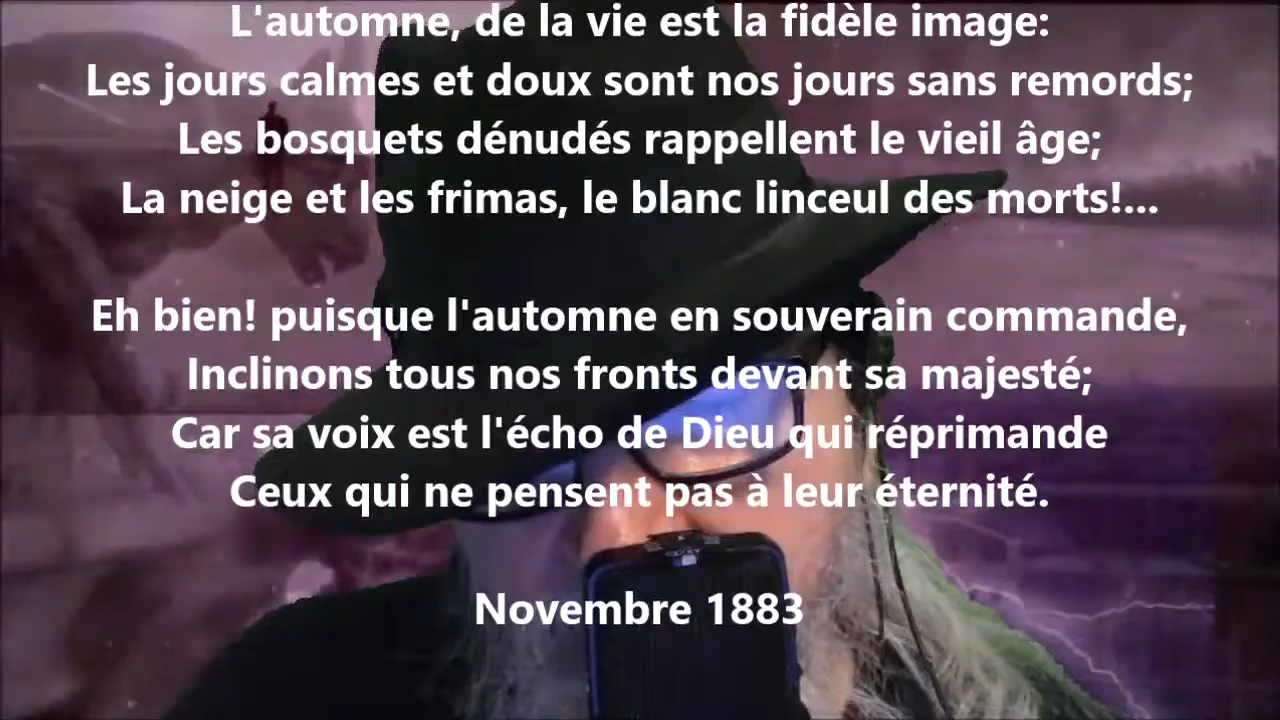 L'automne, de la vie est la fidèle image:
Les jours calmes et doux sont nos jours sans remords;
Les bosquets dénudés rappellent le vieil âge;
La neige et les frimas, le blanc linceul des morts!...
Eh bien! puisque l'automne en souverain commande,
Inclinons tous nos fronts devant sa majesté;
Car sa voix est l'écho de Dieu qui réprimande
Ceux qui ne pensent pas à leur éternité.
Novembre 1883